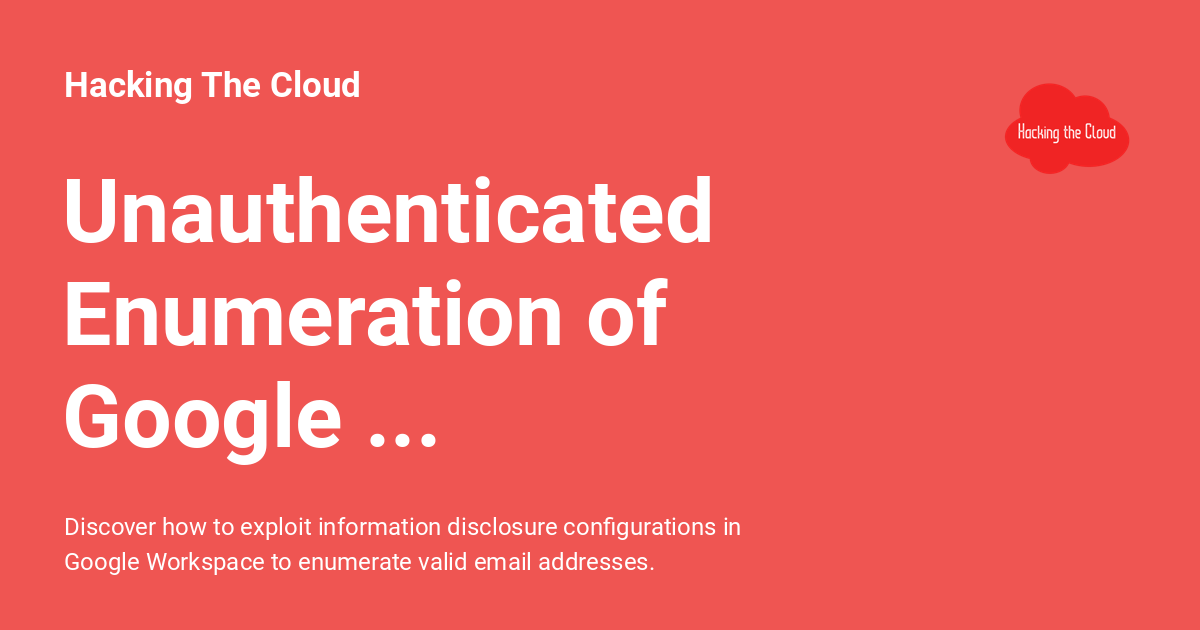 Hacking The Cloud
Hacking the Cloud
Unauthenticated
Enumeration of
Google ...
Discover how to exploit information disclosure configurations in
Google Workspace to enumerate valid email addresses.